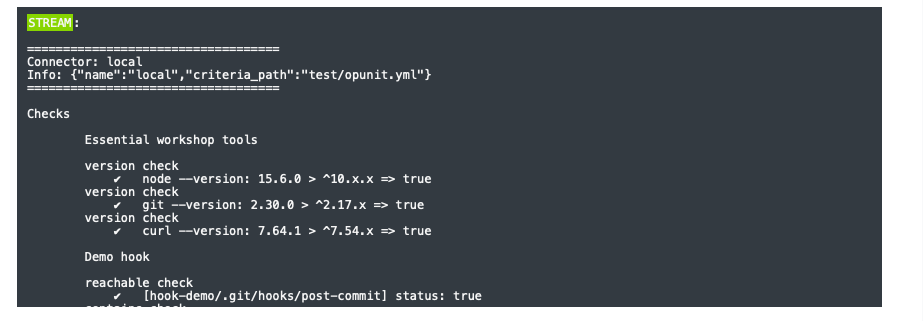 STREAM:
===================================
Connector: local
Info: {"name":"local","criteria_path":"test/opunit.yml"}
===================================
Checks
Essential workshop tools
version check
✔ node --version: 15.6.0 > ^10.x.x => true
version check
✔ git --version: 2.30.0 > ^2.17.x => true
version check
✔ curl --version: 7.64.1 > ^7.54.x => true
Demo hook
reachable check
✔ [hook-demo/.git/hooks/post-commit] status: true
contains check